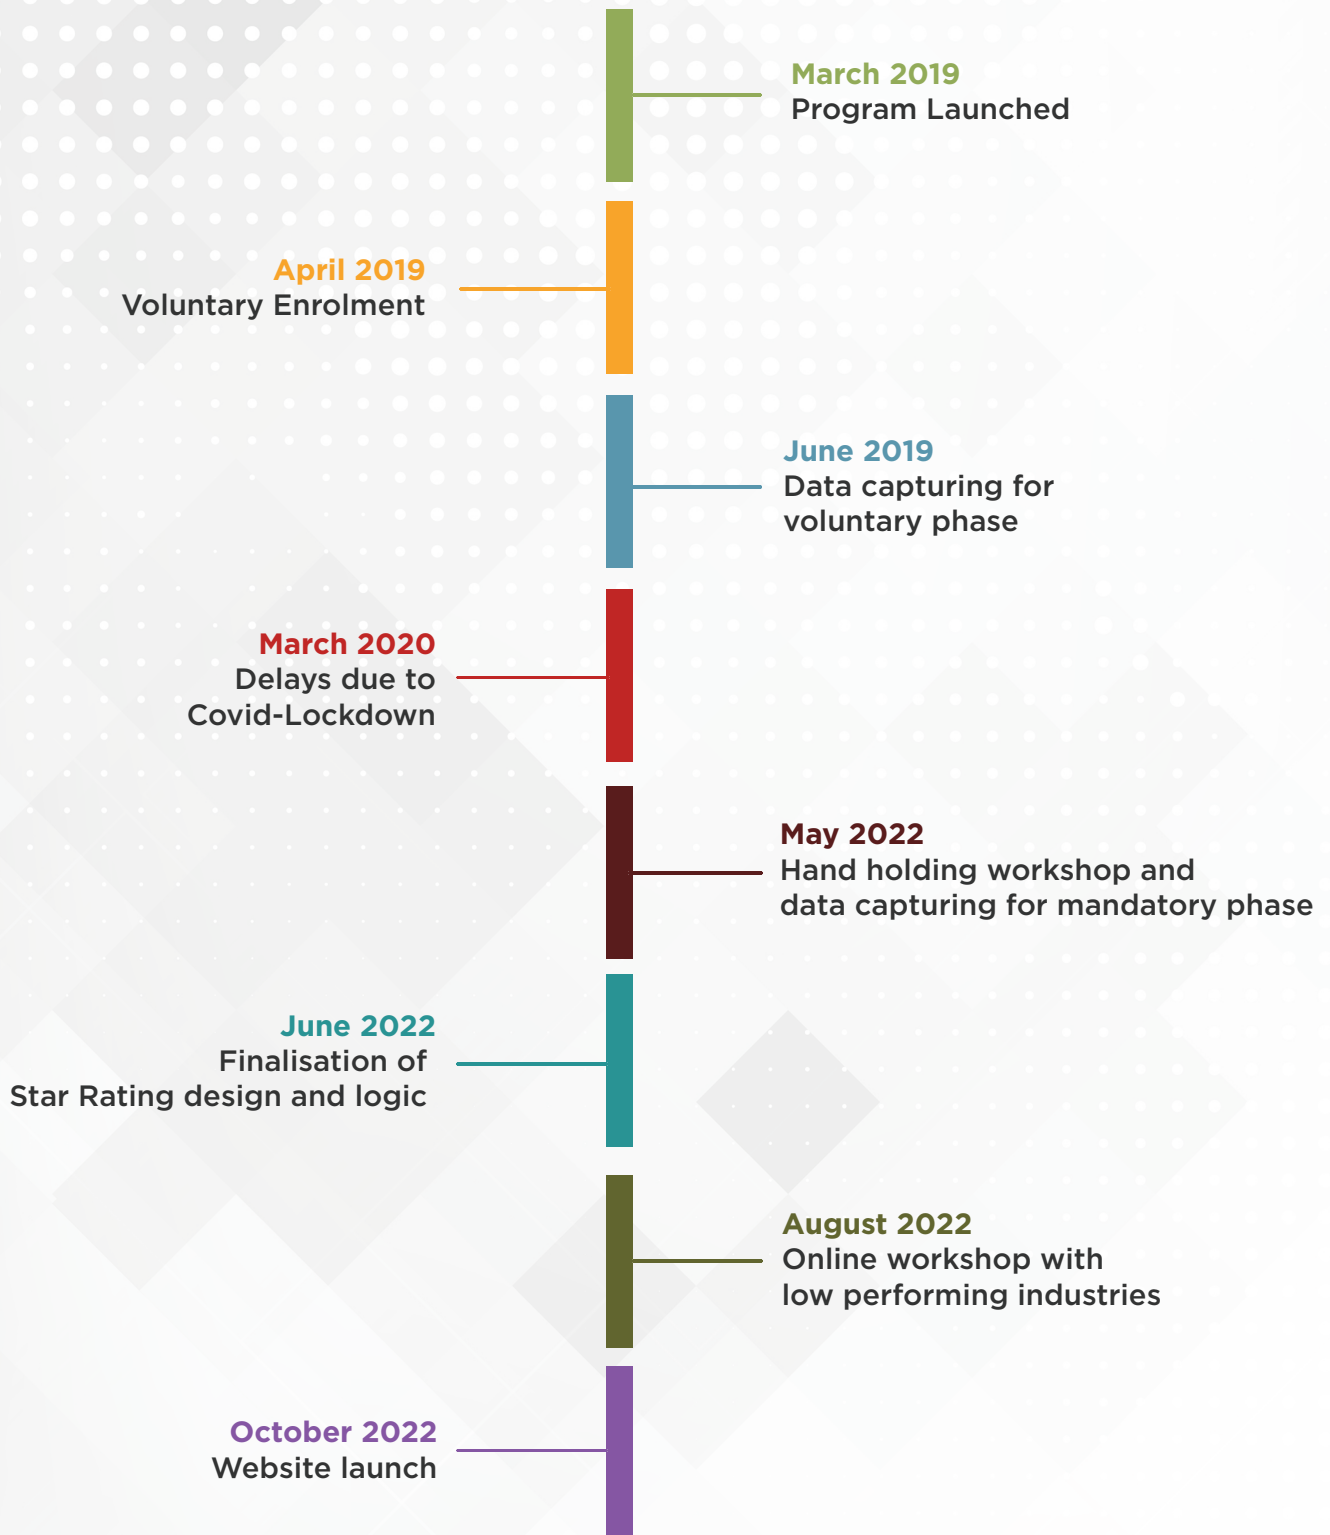 March 2019
Program Launched
April 2019
Voluntary Enrolment
June 2019
Data capturing for
voluntary phase
March 2020
Delays due to
Covid-Lockdown
May 2022
Hand holding workshop and
data capturing for mandatory phase
June 2022
Finalisation of
Star Rating design and logic
August 2022
Online workshop with
low performing industries
October 2022
Website launch